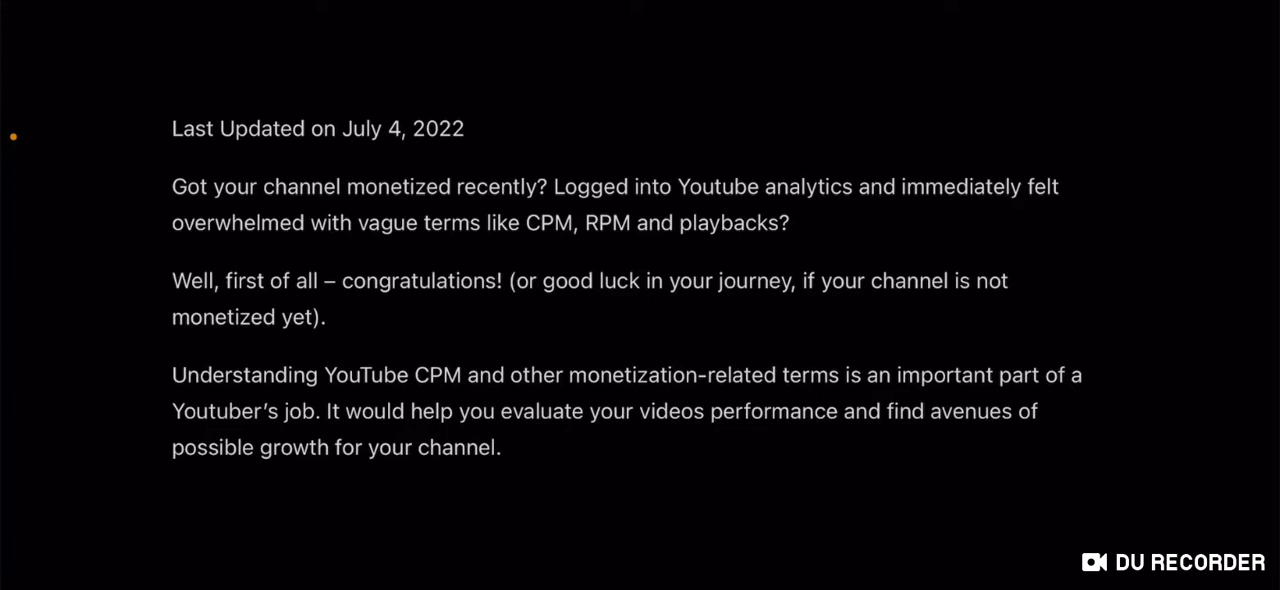 Last Updated on July 4, 2022
Got your channel monetized recently? Logged into Youtube analytics and immediately felt
overwhelmed with vague terms like CPM, RPM and playbacks?
Well, first of all – congratulations! (or good luck in your journey, if your channel is not
monetized yet).
Understanding YouTube CPM and other monetization-related terms is an important part of a
Youtuber’s job. It would help you evaluate your videos performance and find avenues of
possible growth for your channel.
DU RECORDER